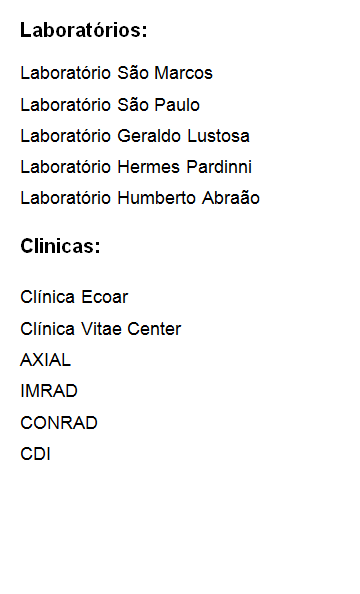 Laboratórios:
Laboratório São Marcos
Laboratório São Paulo
Laboratório Geraldo Lustosa
Laboratório Hermes Pardinni
Laboratório Humberto Abraão
Clinicas:
Clínica Ecoar
Clínica Vitae Center
AXIAL
IMRAD
CONRAD
CDI